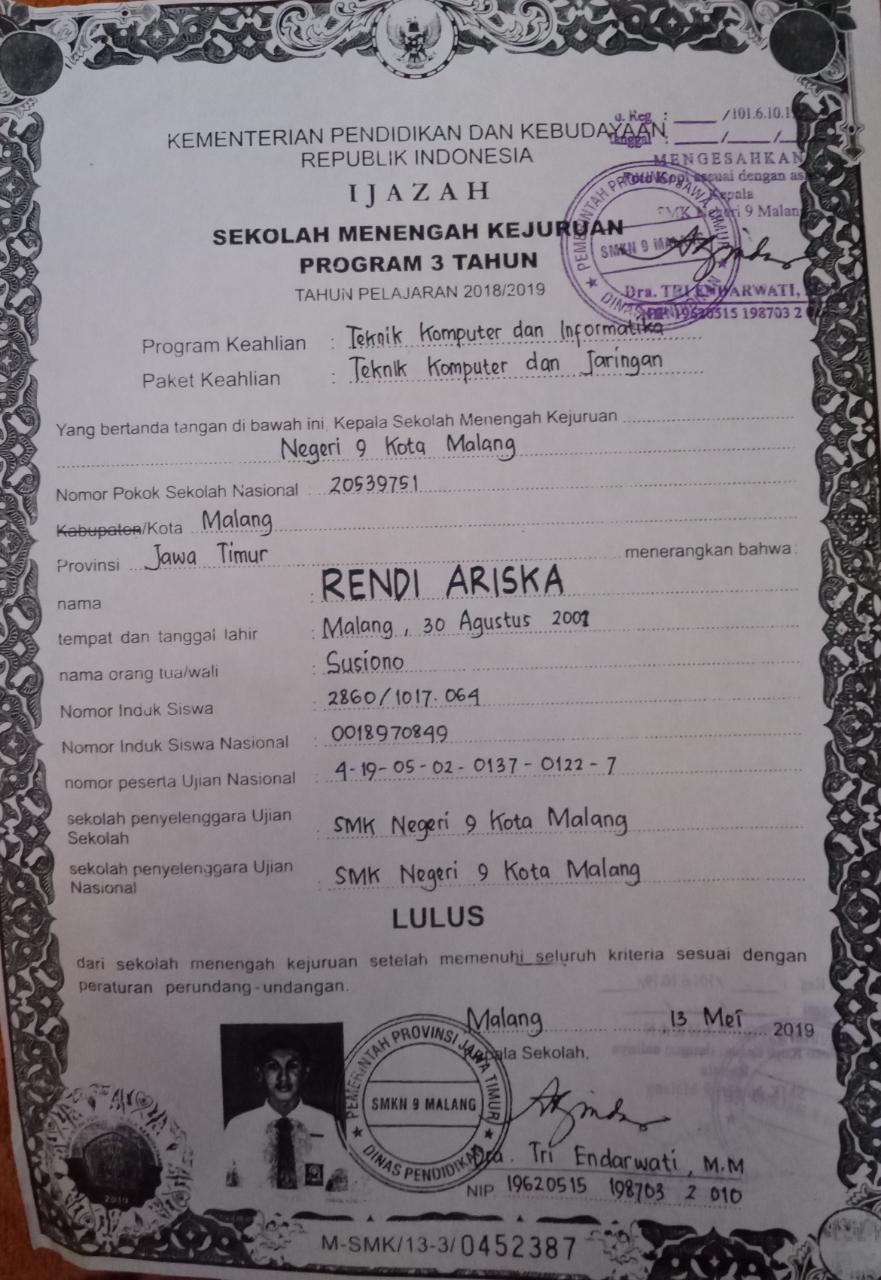 KEMENTERIAN PENDIDIKAN DAN KEBUDAYAAN
REPUBLIK INDONESIA
IJAZAH
SEKOLAH MENENGAH KEJURUAN
PROGRAM 3 TAHUN
TAHUN PELAJARAN 2018/2019
Reg : /101.6.10.1
: / /
MENGESAHKAN
Foto Kopi sesuai dengan as
Kepala
SMK Negeri 9 Malang
PEMERINTAH PROVINSI JAWA TIMUR
SMKN 9 MALANG
DINAS PENDIDIKAN
Dra. TRI ENDARWATI,
NIP. 19620515 198703 2
Program Keahlian : Teknik Komputer dan Informatika
Paket Keahlian : Teknik Komputer dan Jaringan
Yang bertanda tangan di bawah ini, Kepala Sekolah Menengah Kejuruan
Negeri 9 Kota Malang
Nomor Pokok Sekolah Nasional : 20539751
Kabupaten/Kota Malang
Provinsi Jawa Timur menerangkan bahwa :
nama : RENDI ARISKA
tempat dan tanggal lahir : Malang, 30 Agustus 2001
nama orang tua/wali : Susiono
Nomor Induk Siswa : 2860/1017.064
Nomor Induk Siswa Nasional : 0018970849
nomor peserta Ujian Nasional : 4-19-05-02-0137-0122-7
sekolah penyelenggara Ujian
Sekolah : SMK Negeri 9 Kota Malang
sekolah penyelenggara Ujian
Nasional : SMK Negeri 9 Kota Malang
LULUS
dari sekolah menengah kejuruan setelah memenuhi seluruh kriteria sesuai dengan
peraturan perundang-undangan.
Malang 13 Mei 2019
Kepala Sekolah,
PEMERINTAH PROVINSI JAWA TIMUR
SMKN 9 MALANG
DINAS PENDIDIKAN
Dra. Tri Endarwati, M.M
NIP 19620515 198703 2 010
2019
M-SMK/13-3/0452387